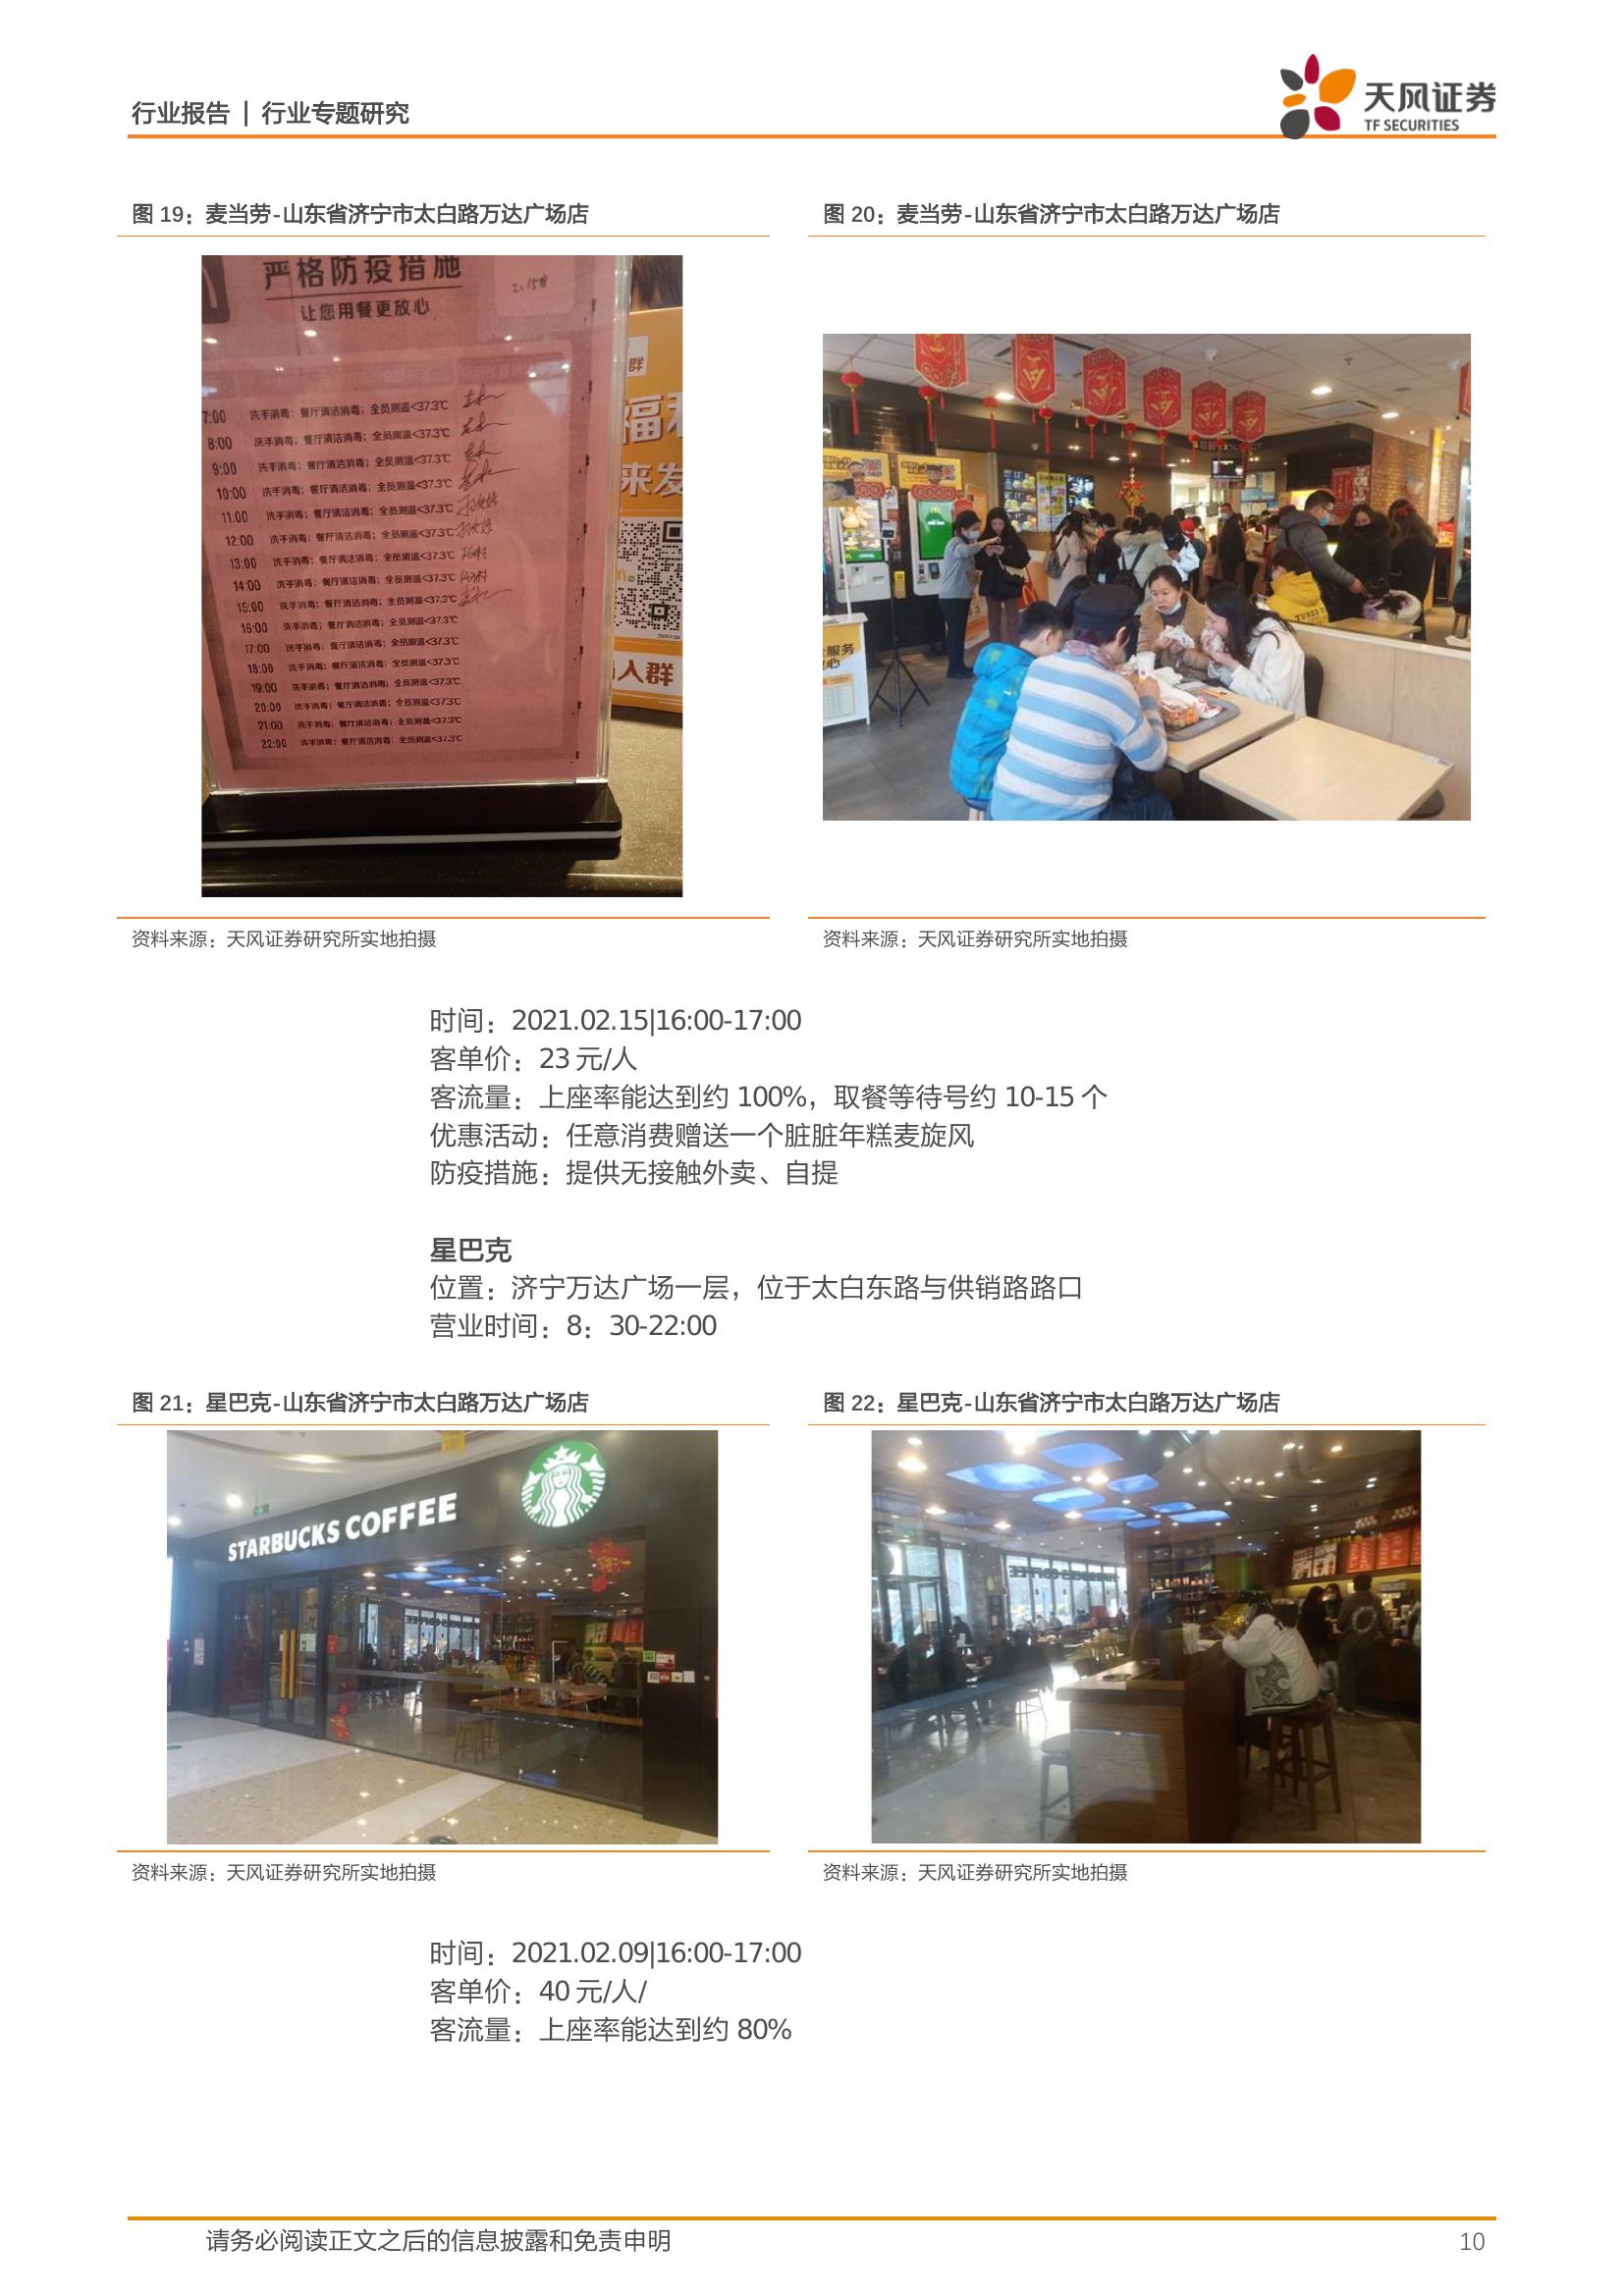 行业报告 | 行业专题研究
天风证券
TF SECURITIES
图 19：麦当劳-山东省济宁市太白路万达广场店
图 20：麦当劳-山东省济宁市太白路万达广场店
严格防疫措施
让您用餐更放心
7:00 洗手消毒；餐厅清洁消毒；全员测温<37.3℃
8:00 洗手消毒；餐厅清洁消毒；全员测温<37.3℃
9:00 洗手消毒；餐厅清洁消毒；全员测温<37.3℃
10:00 洗手消毒；餐厅清洁消毒；全员测温<37.3℃
11:00 洗手消毒；餐厅清洁消毒；全员测温<37.3℃
12:00 洗手消毒；餐厅清洁消毒；全员测温<37.3℃
13:00 洗手消毒；餐厅清洁消毒；全员测温<37.3℃
14:00 洗手消毒；餐厅清洁消毒；全员测温<37.3℃
15:00 洗手消毒；餐厅清洁消毒；全员测温<37.3℃
16:00 洗手消毒；餐厅清洁消毒；全员测温<37.3℃
17:00 洗手消毒；餐厅清洁消毒；全员测温<37.3℃
18:00 洗手消毒；餐厅清洁消毒；全员测温<37.3℃
19:00 洗手消毒；餐厅清洁消毒；全员测温<37.3℃
20:00 洗手消毒；餐厅清洁消毒；全员测温<37.3℃
21:00 洗手消毒；餐厅清洁消毒；全员测温<37.3℃
22:00 洗手消毒；餐厅清洁消毒；全员测温<37.3℃
群
福
来发
入群
服务
心
资料来源：天风证券研究所实地拍摄
资料来源：天风证券研究所实地拍摄
时间：2021.02.15|16:00-17:00
客单价：23 元/人
客流量：上座率能达到约 100%，取餐等待号约 10-15 个
优惠活动：任意消费赠送一个脏脏年糕麦旋风
防疫措施：提供无接触外卖、自提
星巴克
位置：济宁万达广场一层，位于太白东路与供销路路口
营业时间：8：30-22:00
图 21：星巴克-山东省济宁市太白路万达广场店
图 22：星巴克-山东省济宁市太白路万达广场店
STARBUCKS COFFEE
资料来源：天风证券研究所实地拍摄
资料来源：天风证券研究所实地拍摄
时间：2021.02.09|16:00-17:00
客单价：40 元/人/
客流量：上座率能达到约 80%
请务必阅读正文之后的信息披露和免责申明
10